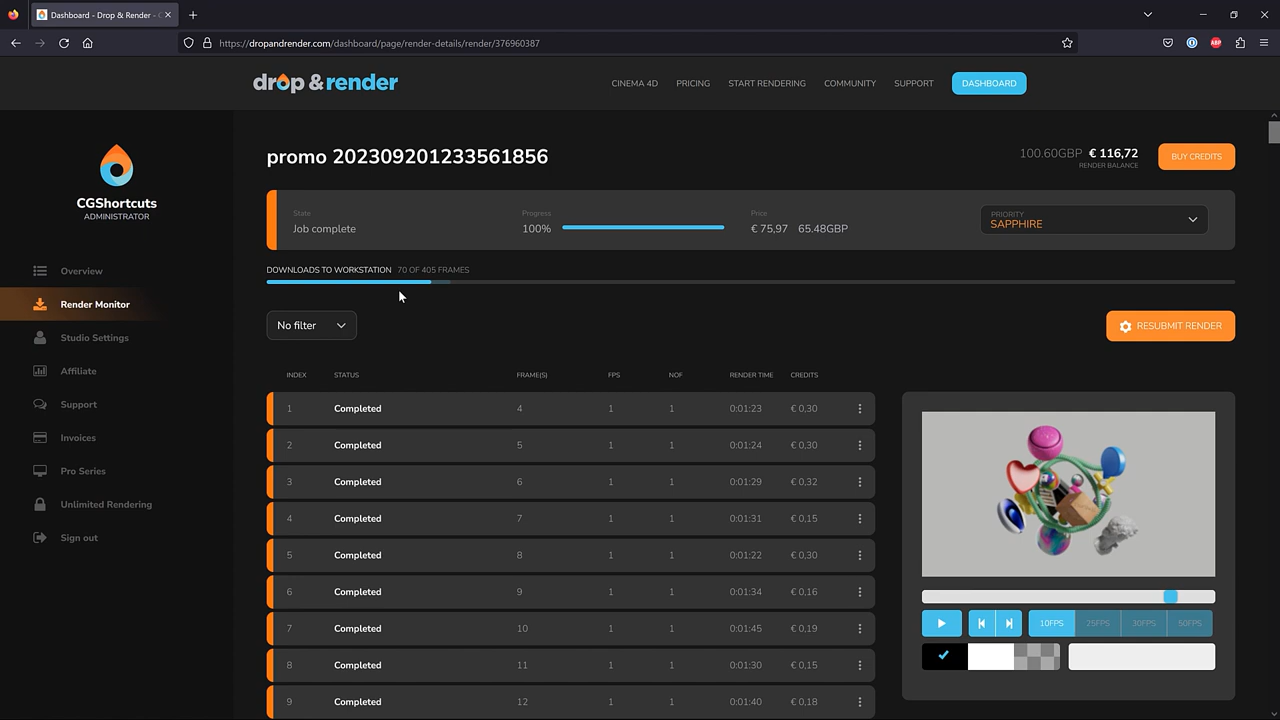 Dashboard - Drop & Render - C
https://dropandrender.com/dashboard/page/render-details/render/376960387
ABP
drop & render
CINEMA 4D PRICING START RENDERING COMMUNITY SUPPORT DASHBOARD
CGShortcuts
ADMINISTRATOR
Overview
Render Monitor
Studio Settings
Affiliate
Support
Invoices
Pro Series
Unlimited Rendering
Sign out
promo 202309201233561856
100.60GBP € 116,72
RENDER BALANCE
BUY CREDITS
State Progress Price
Job complete 100% € 75,97 65.48GBP
PRIORITY
SAPPHIRE
DOWNLOADS TO WORKSTATION 70 OF 405 FRAMES
No filter
RESUBMIT RENDER
INDEX STATUS FRAME(S) FPS NOF RENDER TIME CREDITS
1 Completed 4 1 1 0:01:23 € 0,30
2 Completed 5 1 1 0:01:24 € 0,30
3 Completed 6 1 1 0:01:29 € 0,32
4 Completed 7 1 1 0:01:31 € 0,15
5 Completed 8 1 1 0:01:22 € 0,30
6 Completed 9 1 1 0:01:34 € 0,16
7 Completed 10 1 1 0:01:45 € 0,19
8 Completed 11 1 1 0:01:30 € 0,15
9 Completed 12 1 1 0:01:40 € 0,18
10FPS 25FPS 30FPS 50FPS